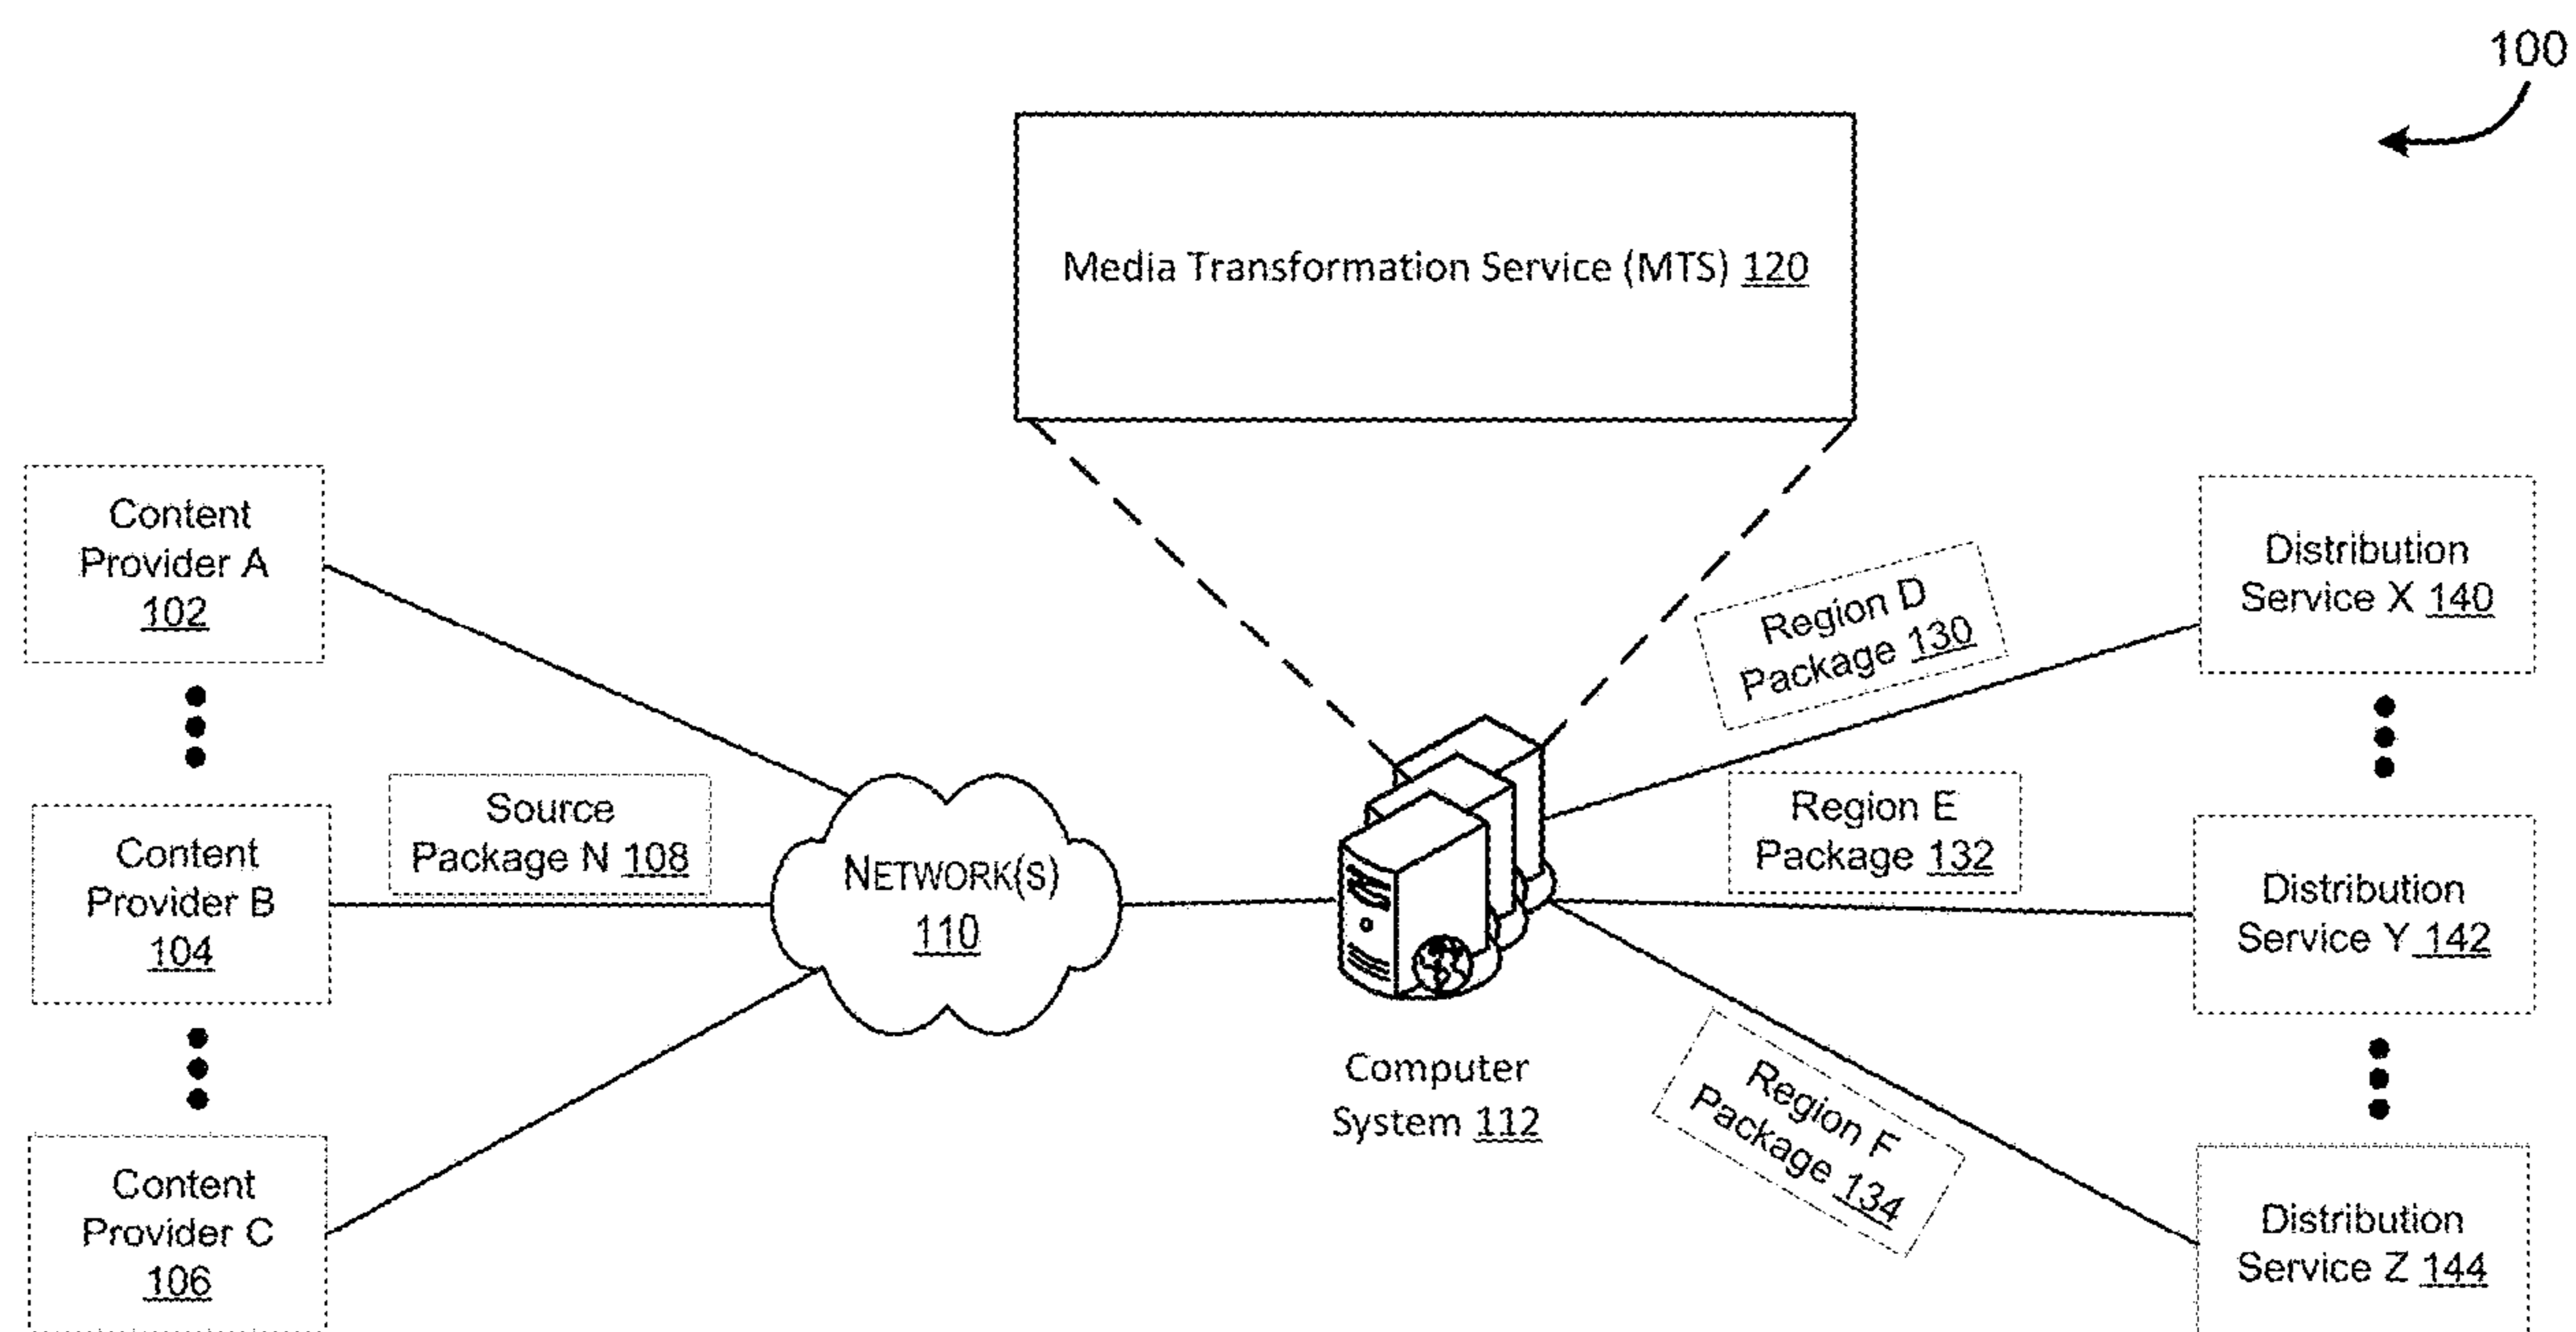 100
Media Transformation Service (MTS) 120
Content
Provider A
102
Distribution
Service X 140
Region D
Package 130
Source
Package N 108
Region E
Package 132
Content
Provider B
104
NETWORK(S)
110
Distribution
Service Y 142
Computer
System 112
Region F
Package 134
Content
Provider C
106
Distribution
Service Z 144